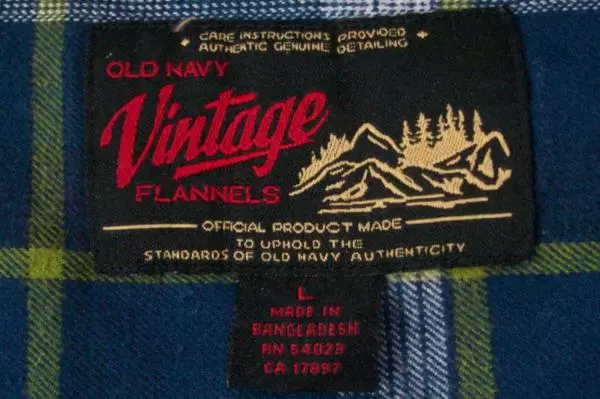 CARE INSTRUCTIONS PROVIDED
AUTHENTIC GENUINE DETAILING
OLD NAVY
Vintage
FLANNELS
OFFICIAL PRODUCT MADE
TO UPHOLD THE
STANDARDS OF OLD NAVY AUTHENTICITY
L
MADE IN
BANGLADESH
RN 54023
CA 17897